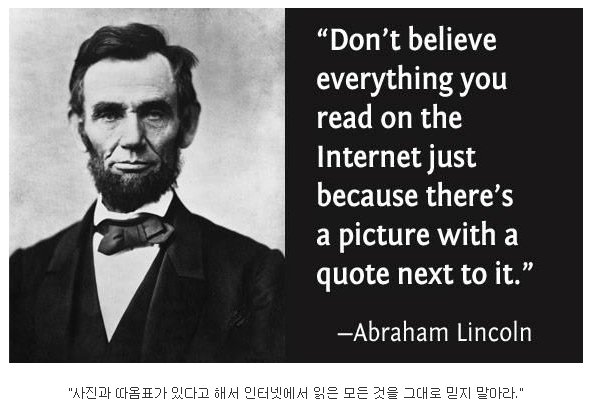 “Don’t believe
everything you
read on the
Internet just
because there’s
a picture with a
quote next to it.”
—Abraham Lincoln
"사진과 따옴표가 있다고 해서 인터넷에서 읽은 모든 것을 그대로 믿지 말아라."